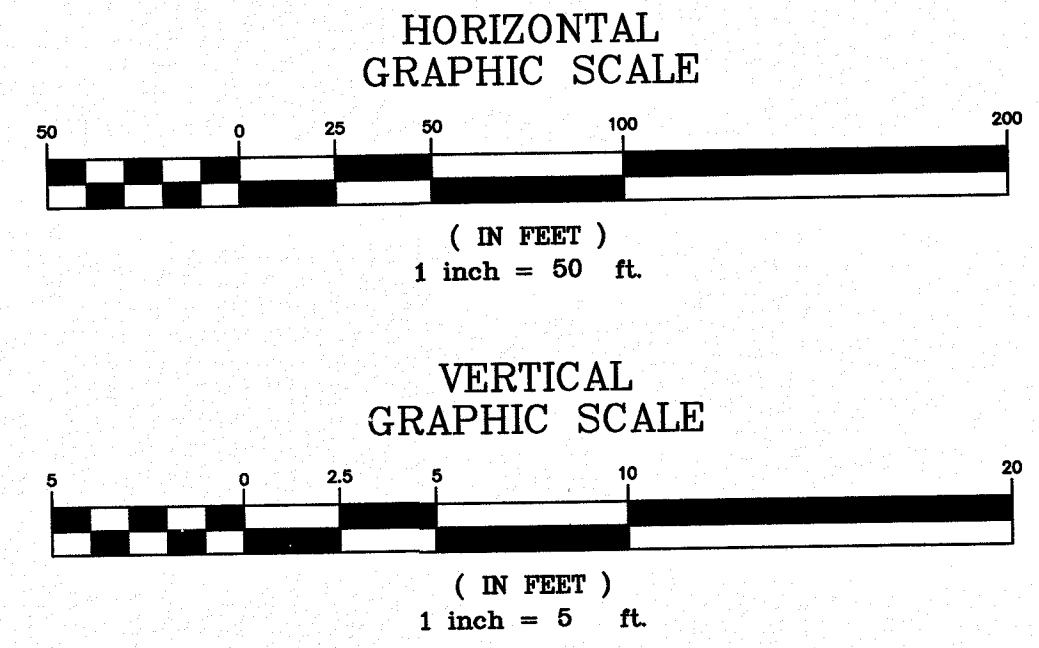 HORIZONTAL
GRAPHIC SCALE
50 0 25 50 100 200
( IN FEET )
1 inch = 50 ft.
VERTICAL
GRAPHIC SCALE
5 0 2.5 5 10 20
( IN FEET )
1 inch = 5 ft.